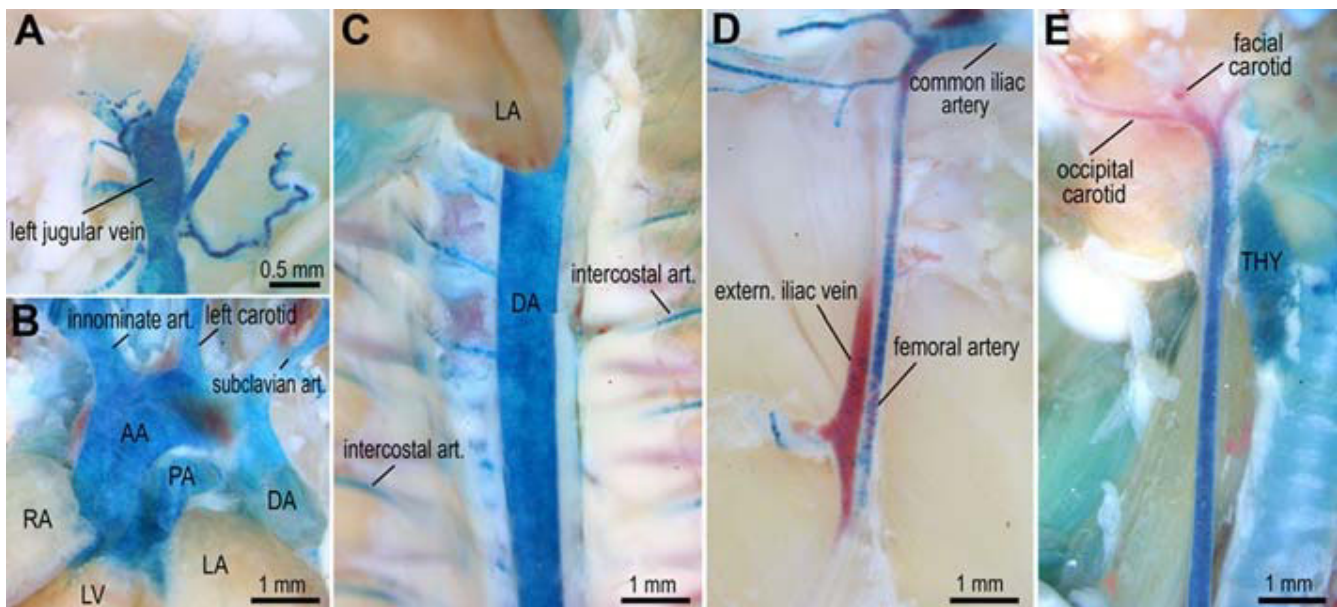 A
left jugular vein
0.5 mm
B
innominate art.
left carotid
subclavian art.
AA
PA
DA
RA
LA
LV
1 mm
C
LA
DA
intercostal art.
intercostal art.
1 mm
D
common iliac
artery
extern. iliac vein
femoral artery
1 mm
E
facial
carotid
occipital
carotid
THY
1 mm